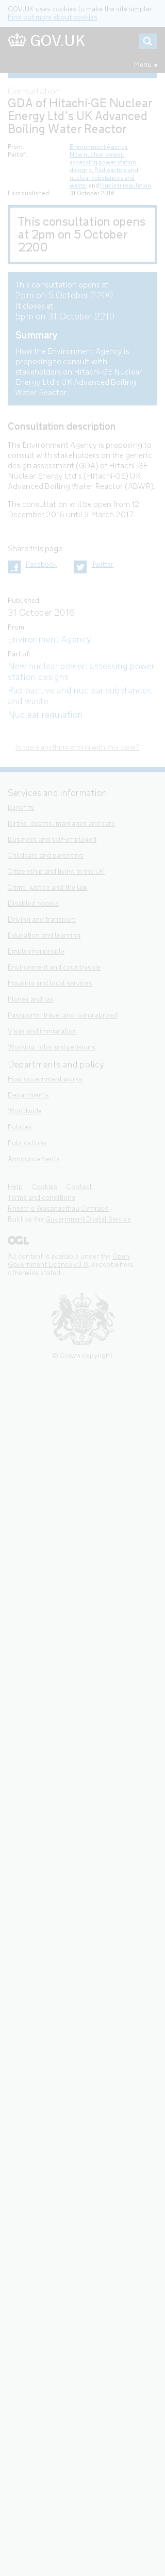 GOV.UK uses cookies to make the site simpler.
Find out more about cookies
GOV.UK
Menu
Consultation
GDA of Hitachi-GE Nuclear
Energy Ltd's UK Advanced
Boiling Water Reactor
From: Environment Agency
Part of: New nuclear power:
assessing power station
designs, Radioactive and
nuclear substances and
waste, and Nuclear regulation
First published: 31 October 2016
This consultation opens
at 2pm on 5 October
2200
This consultation opens at
2pm on 5 October 2200
It closes at
5pm on 31 October 2210
Summary
How the Environment Agency is
proposing to consult with
stakeholders on Hitachi-GE Nuclear
Energy Ltd's UK Advanced Boiling
Water Reactor.
Consultation description
The Environment Agency is proposing to
consult with stakeholders on the generic
design assessment (GDA) of Hitachi-GE
Nuclear Energy Ltd's (Hitachi-GE) UK
Advanced Boiling Water Reactor (ABWR).
The consultation will be open from 12
December 2016 until 3 March 2017.
Share this page
Facebook Twitter
Published:
31 October 2016
From:
Environment Agency
Part of:
New nuclear power: assessing power
station designs
Radioactive and nuclear substances
and waste
Nuclear regulation
Is there anything wrong with this page?
Services and information
Benefits
Births, deaths, marriages and care
Business and self-employed
Childcare and parenting
Citizenship and living in the UK
Crime, justice and the law
Disabled people
Driving and transport
Education and learning
Employing people
Environment and countryside
Housing and local services
Money and tax
Passports, travel and living abroad
Visas and immigration
Working, jobs and pensions
Departments and policy
How government works
Departments
Worldwide
Policies
Publications
Announcements
Help Cookies Contact
Terms and conditions
Rhestr o Wasanaethau Cymraeg
Built by the Government Digital Service
OGL
All content is available under the Open
Government Licence v3.0, except where
otherwise stated
© Crown copyright